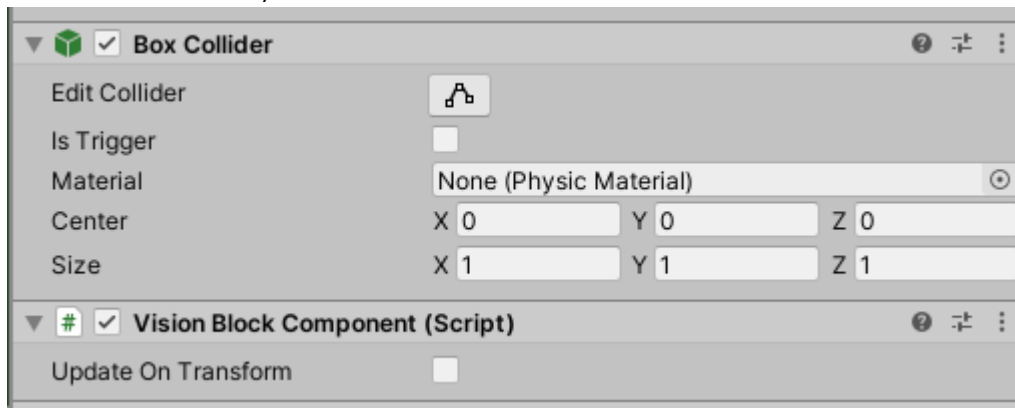 Box Collider
Edit Collider
Is Trigger
Material None (Physic Material)
Center X 0 Y 0 Z 0
Size X 1 Y 1 Z 1
# Vision Block Component (Script)
Update On Transform